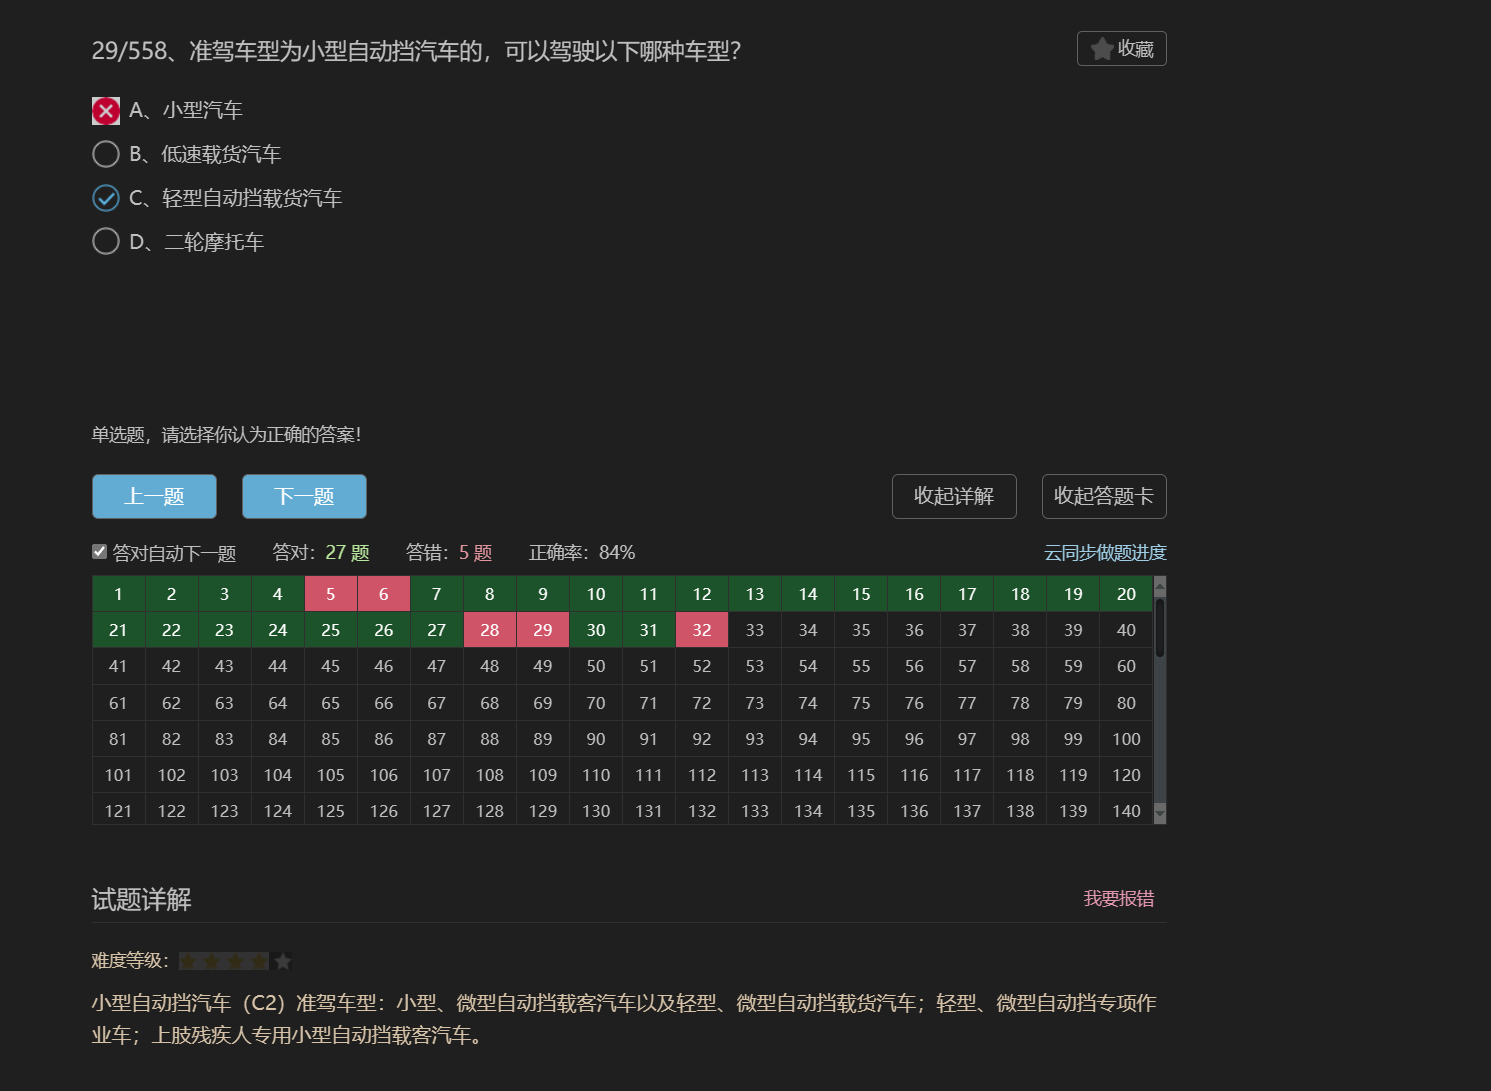 29/558、准驾车型为小型自动挡汽车的，可以驾驶以下哪种车型？
收藏
A、小型汽车
B、低速载货汽车
C、轻型自动挡载货汽车
D、二轮摩托车
单选题，请选择你认为正确的答案！
上一题 下一题 收起详解 收起答题卡
答对自动下一题 答对：27 题 答错：5 题 正确率：84% 云同步做题进度
1 2 3 4 5 6 7 8 9 10 11 12 13 14 15 16 17 18 19 20
21 22 23 24 25 26 27 28 29 30 31 32 33 34 35 36 37 38 39 40
41 42 43 44 45 46 47 48 49 50 51 52 53 54 55 56 57 58 59 60
61 62 63 64 65 66 67 68 69 70 71 72 73 74 75 76 77 78 79 80
81 82 83 84 85 86 87 88 89 90 91 92 93 94 95 96 97 98 99 100
101 102 103 104 105 106 107 108 109 110 111 112 113 114 115 116 117 118 119 120
121 122 123 124 125 126 127 128 129 130 131 132 133 134 135 136 137 138 139 140
试题详解 我要报错
难度等级：
小型自动挡汽车（C2）准驾车型：小型、微型自动挡载客汽车以及轻型、微型自动挡载货汽车；轻型、微型自动挡专项作
业车；上肢残疾人专用小型自动挡载客汽车。